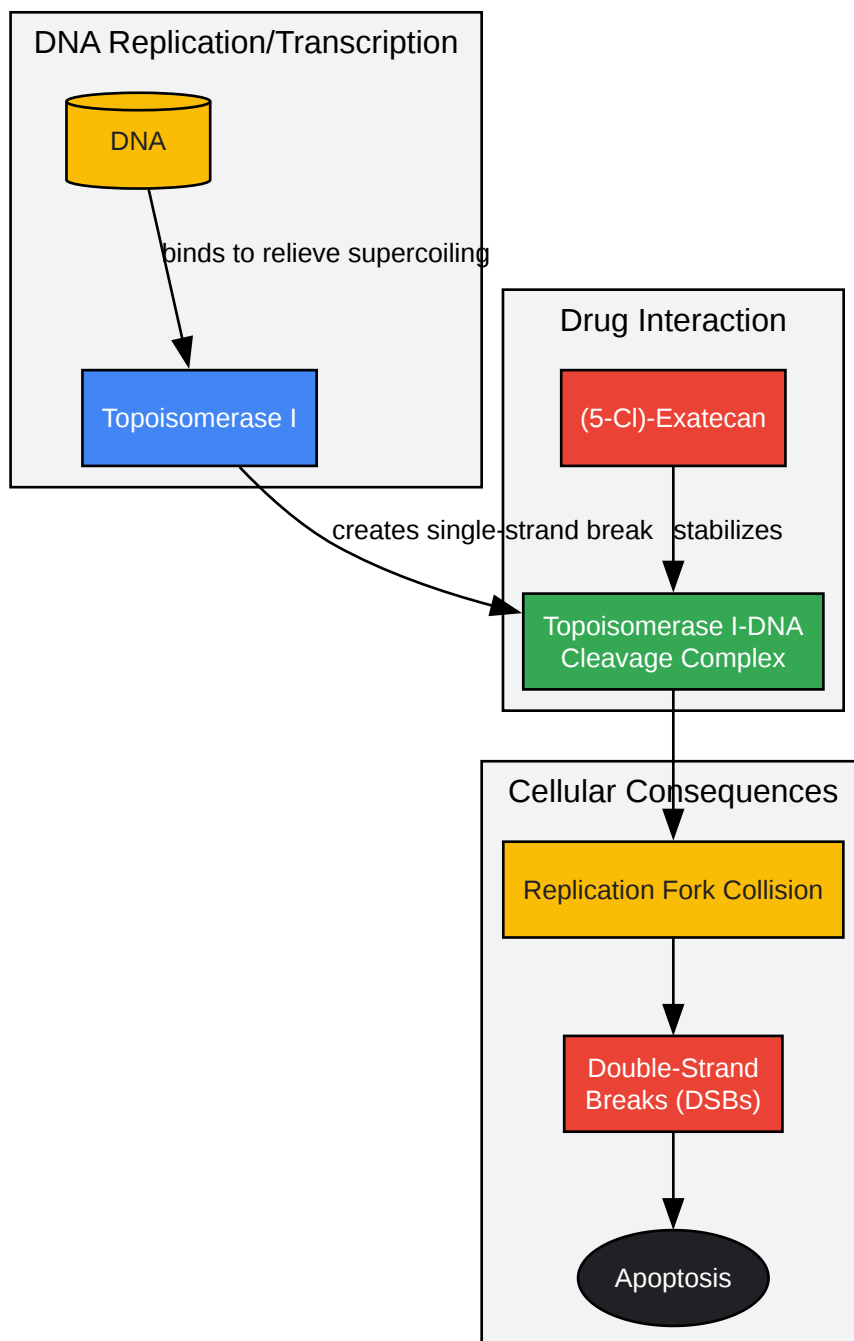 DNA Replication/Transcription
DNA
binds to relieve supercoiling
Topoisomerase I
Drug Interaction
(5-Cl)-Exatecan
creates single-strand break
stabilizes
Topoisomerase I-DNA
Cleavage Complex
Cellular Consequences
Replication Fork Collision
Double-Strand
Breaks (DSBs)
Apoptosis